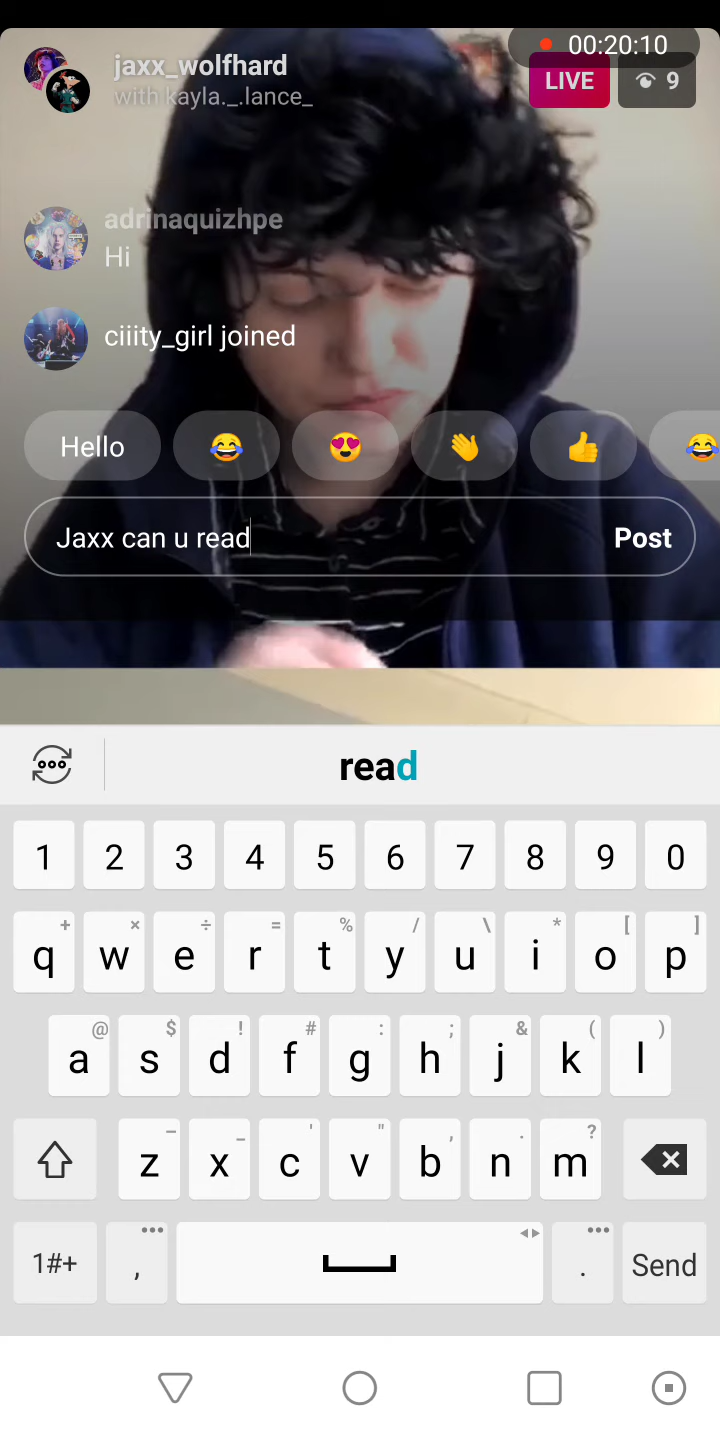 00:20:10
jaxx_wolfhard
with kayla._.lance_
LIVE
9
adrinaquizhpe
Hi
ciiity_girl joined
Hello
Jaxx can u read
Post
read
1 2 3 4 5 6 7 8 9 0
+ × ÷ = % / \ * [ ]
q w e r t y u i o p
@ $ ! # : ; & ( )
a s d f g h j k l
– _ ' " , . ?
z x c v b n m
1#+ , . Send